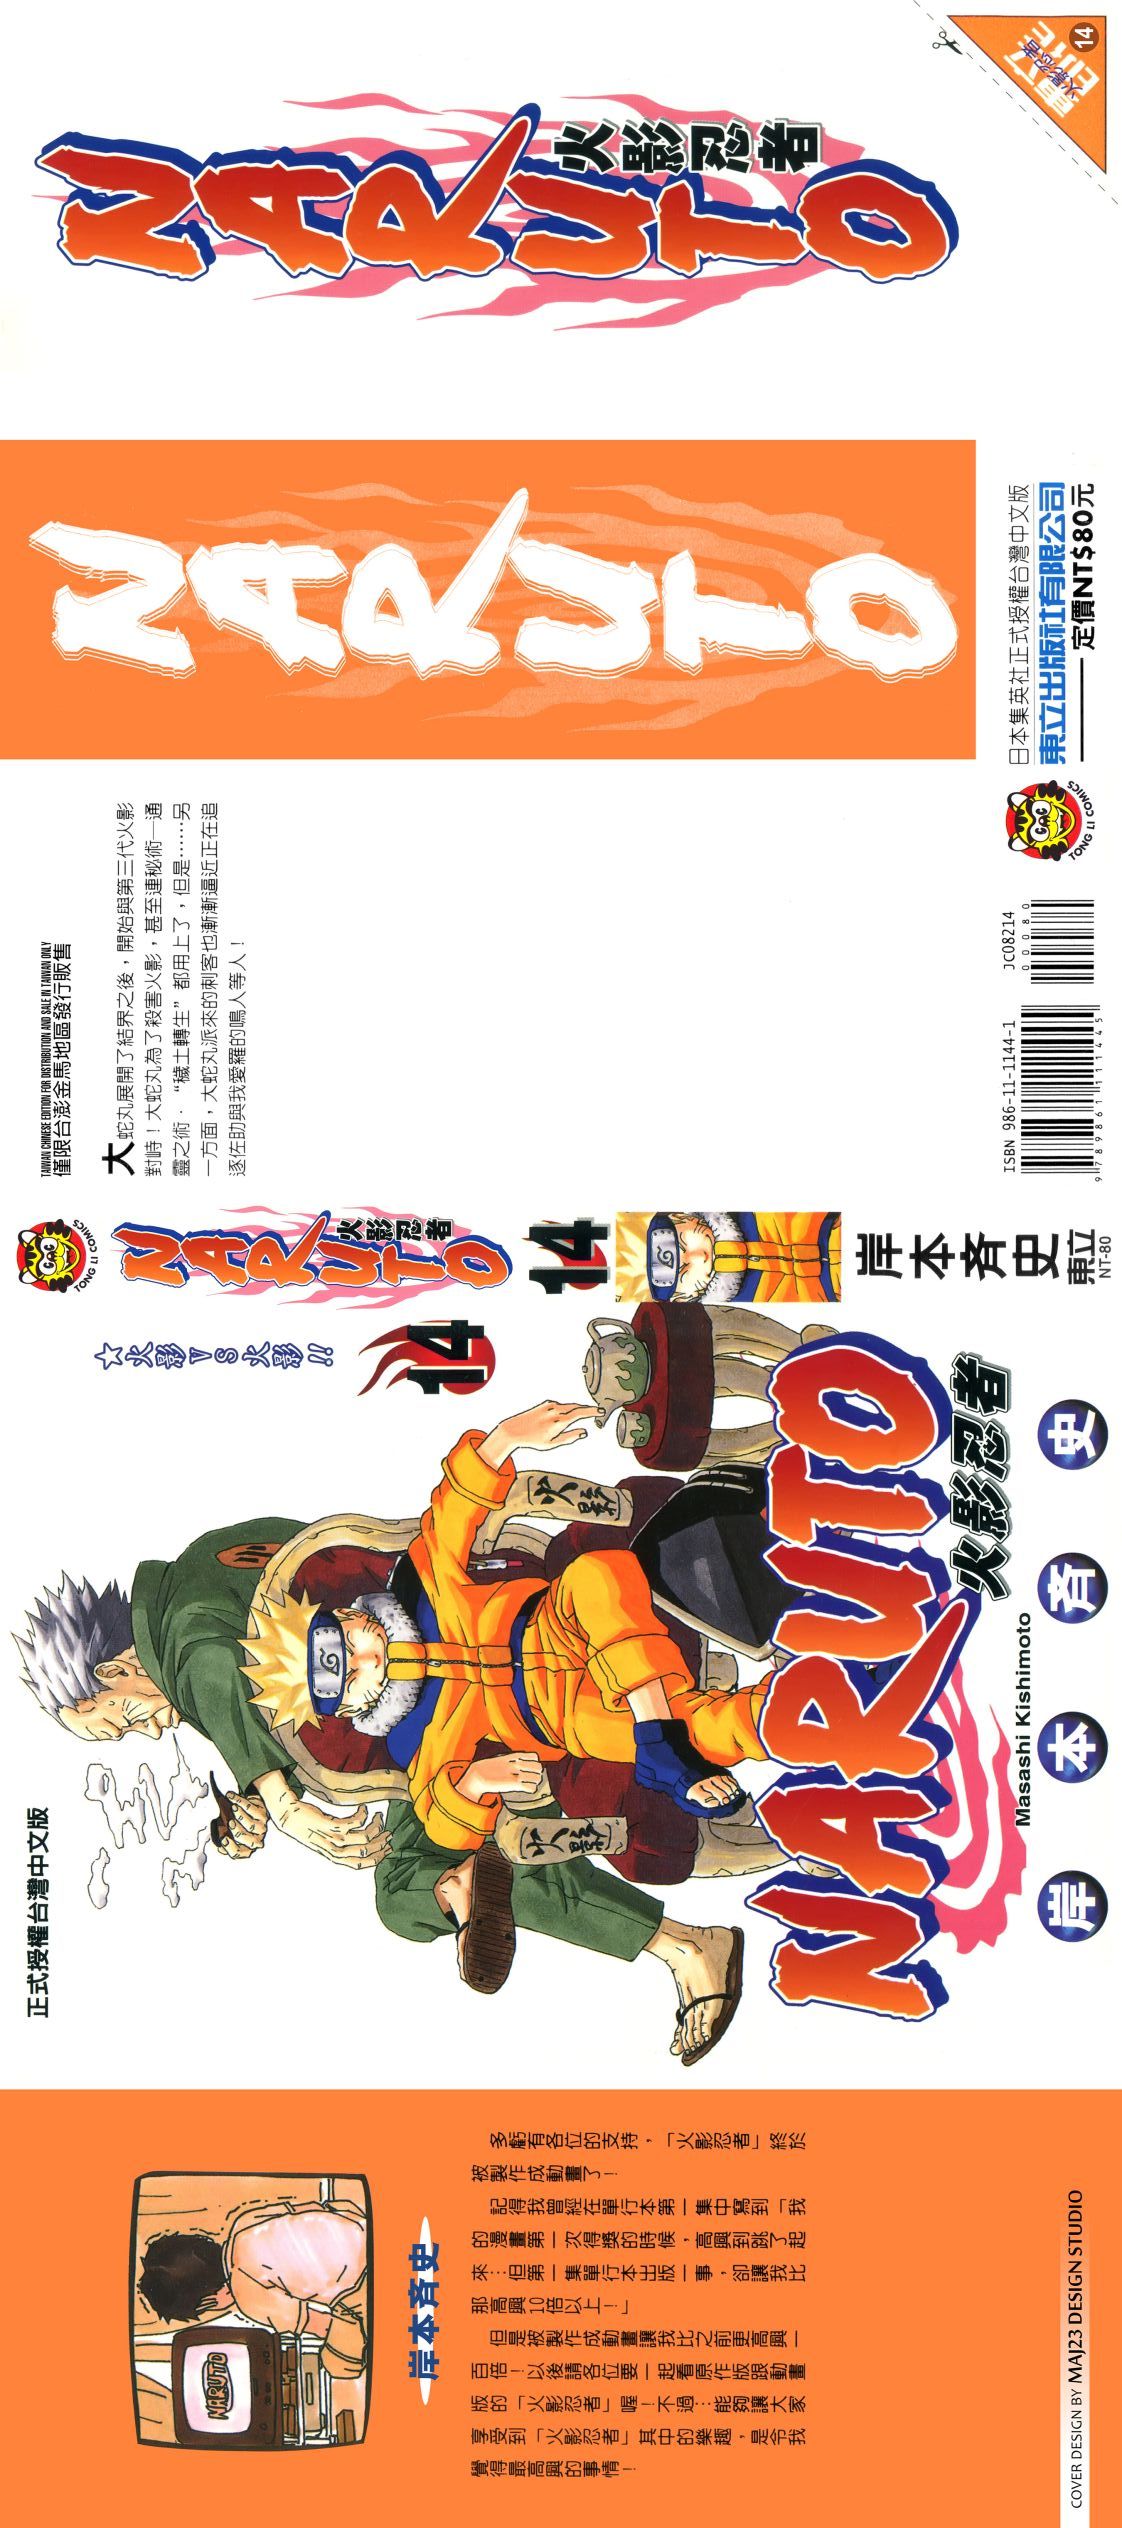 正式授權台灣中文版
★火影VS火影!!
14
NARUTO
火影忍者
Masashi Kishimoto
岸本斉史
火影
火影
TONG LI COMICS
NARUTO
火影忍者
14
岸本斉史
東立
NT-80
TAIWAN CHINESE EDITION FOR DISTRIBUTION AND SALE IN TAIWAN ONLY
僅限台澎金馬地區發行販售
大蛇丸展開了結界之後，開始與第三代火影
對峙！大蛇丸為了殺害火影，甚至連秘術─通
靈之術．“穢土轉生”都用上了，但是……另
一方面，大蛇丸派來的刺客也漸漸逼近正在追
逐佐助與我愛羅的鳴人等人！
ISBN 986-11-1144-1
9789861111445
JC08214
00080
TONG LI COMICS
日本集英社正式授權台灣中文版
東立出版社有限公司
定價NT$80元
NARUTO
NARUTO
火影忍者
火影忍者
14
NARUTO
岸本斉史
多虧有各位的支持，「火影忍者」終於
被製作成動畫了！
記得我曾經在單行本第一集中寫到「我
的漫畫第一次得獎的時候，高興到跳了起
來…但第一集單行本出版一事，卻讓我比
那高興10倍以上！」
但是被製作成動畫讓我比之前更高興一
百倍！以後請各位要一起看原作版跟動畫
版的「火影忍者」喔！不過…能夠讓大家
享受到「火影忍者」其中的樂趣，是令我
覺得最高興的事情！
COVER DESIGN BY MAJ23 DESIGN STUDIO